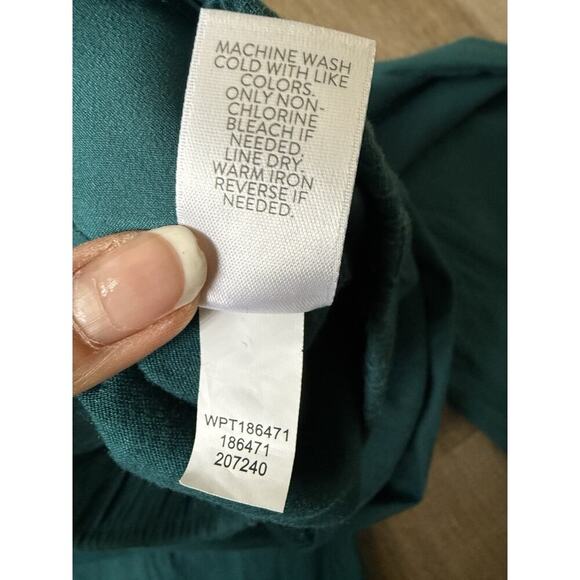 MACHINE WASH
COLD WITH LIKE
COLORS.
ONLY NON-
CHLORINE
BLEACH IF
NEEDED.
LINE DRY.
WARM IRON
REVERSE IF
NEEDED.
WPT186471
186471
207240